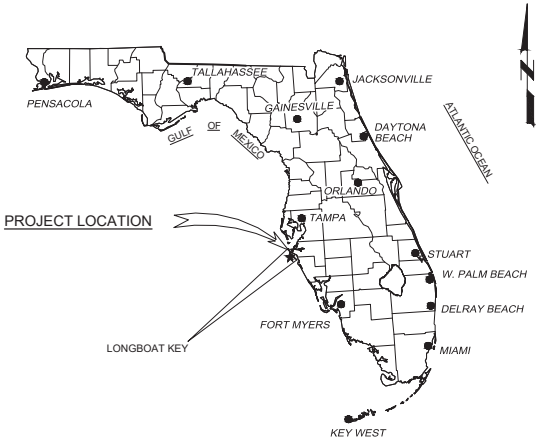 TALLAHASSEE
JACKSONVILLE
PENSACOLA
GAINESVILLE
GULF OF MEXICO
ATLANTIC OCEAN
DAYTONA
BEACH
ORLANDO
PROJECT LOCATION
TAMPA
STUART
W. PALM BEACH
DELRAY BEACH
FORT MYERS
LONGBOAT KEY
MIAMI
KEY WEST
N